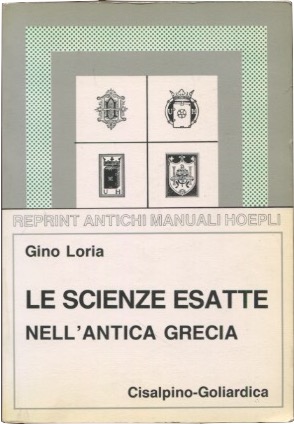 REPRINT ANTICHI MANUALI HOEPLI
Gino Loria
LE SCIENZE ESATTE
NELL'ANTICA GRECIA
Cisalpino-Goliardica